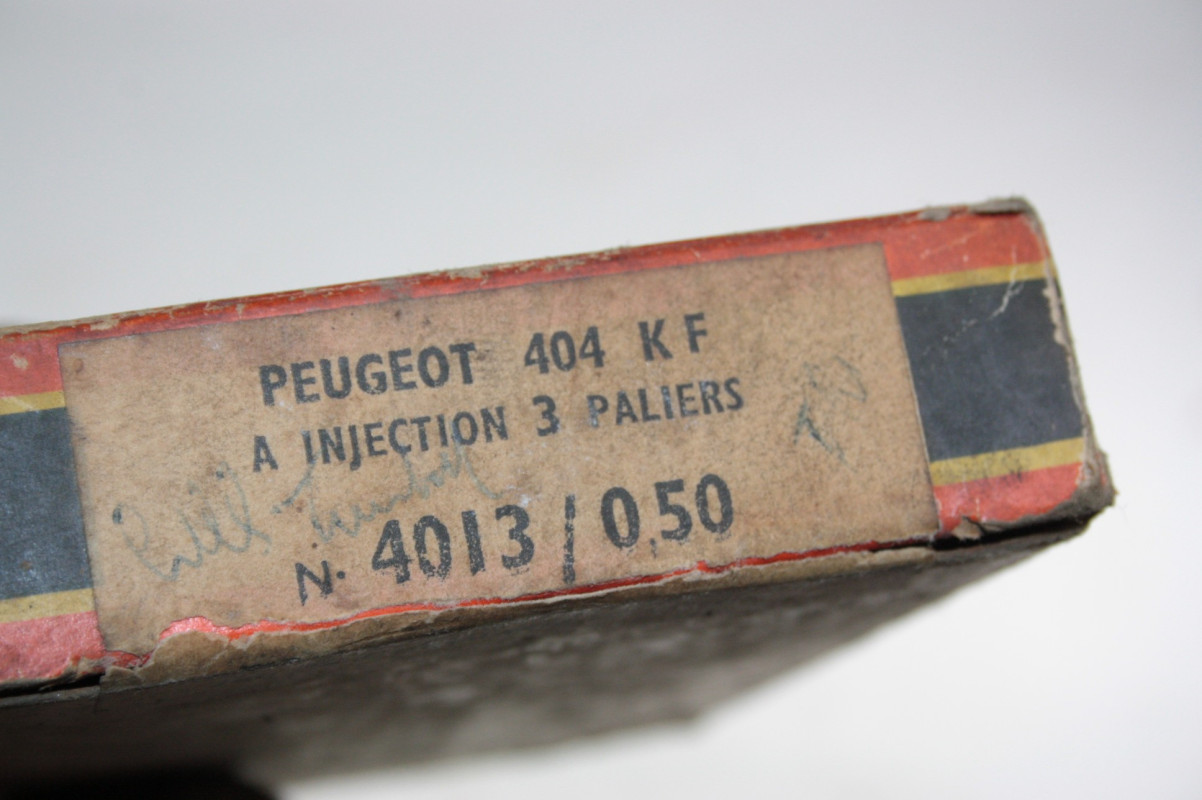 PEUGEOT 404 KF
A INJECTION 3 PALIERS
N. 4013/0,50